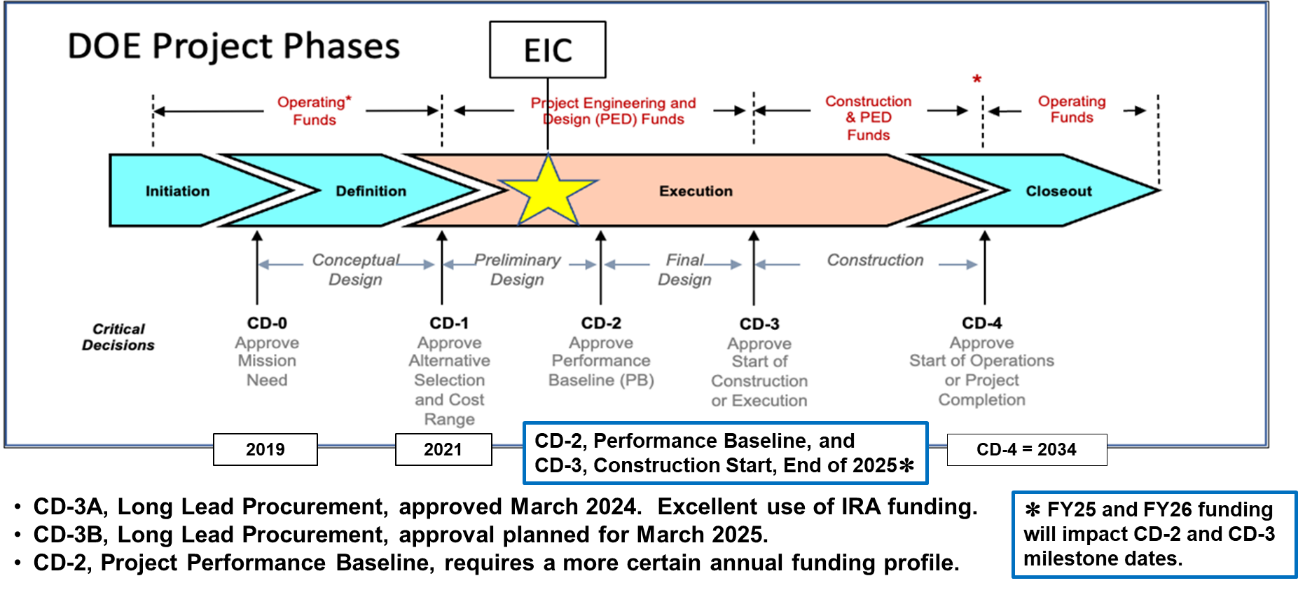 DOE Project Phases
EIC
*
Operating*
Funds
Project Engineering and
Design (PED) Funds
Construction
& PED
Funds
Operating
Funds
Initiation
Definition
Execution
Closeout
Conceptual
Design
Preliminary
Design
Final
Design
Construction
Critical
Decisions
CD-0
Approve
Mission
Need
CD-1
Approve
Alternative
Selection
and Cost
Range
CD-2
Approve
Performance
Baseline (PB)
CD-3
Approve
Start of
Construction
or Execution
CD-4
Approve
Start of Operations
or Project
Completion
2019
2021
CD-2, Performance Baseline, and
CD-3, Construction Start, End of 2025*
CD-4 = 2034
• CD-3A, Long Lead Procurement, approved March 2024. Excellent use of IRA funding.
• CD-3B, Long Lead Procurement, approval planned for March 2025.
• CD-2, Project Performance Baseline, requires a more certain annual funding profile.
* FY25 and FY26 funding
will impact CD-2 and CD-3
milestone dates.